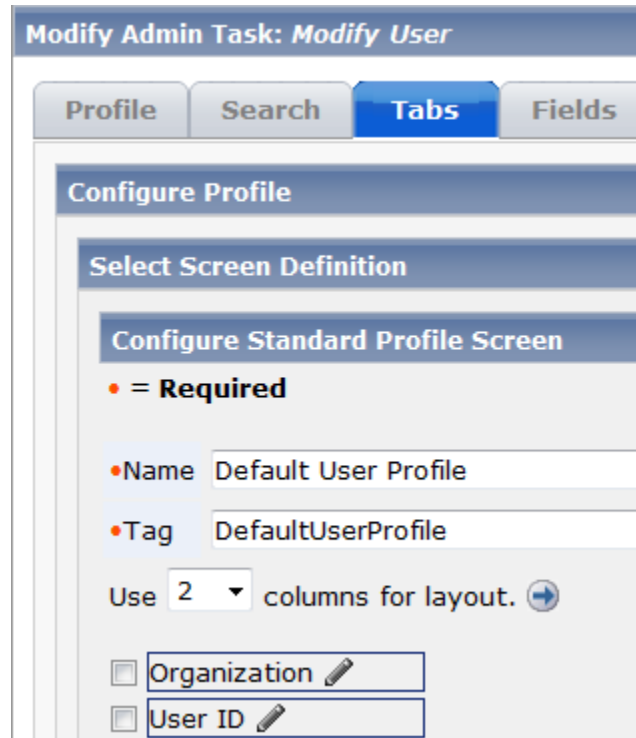 Modify Admin Task: Modify User
Profile Search Tabs Fields
Configure Profile
Select Screen Definition
Configure Standard Profile Screen
• = Required
•Name Default User Profile
•Tag DefaultUserProfile
Use 2 columns for layout.
Organization
User ID